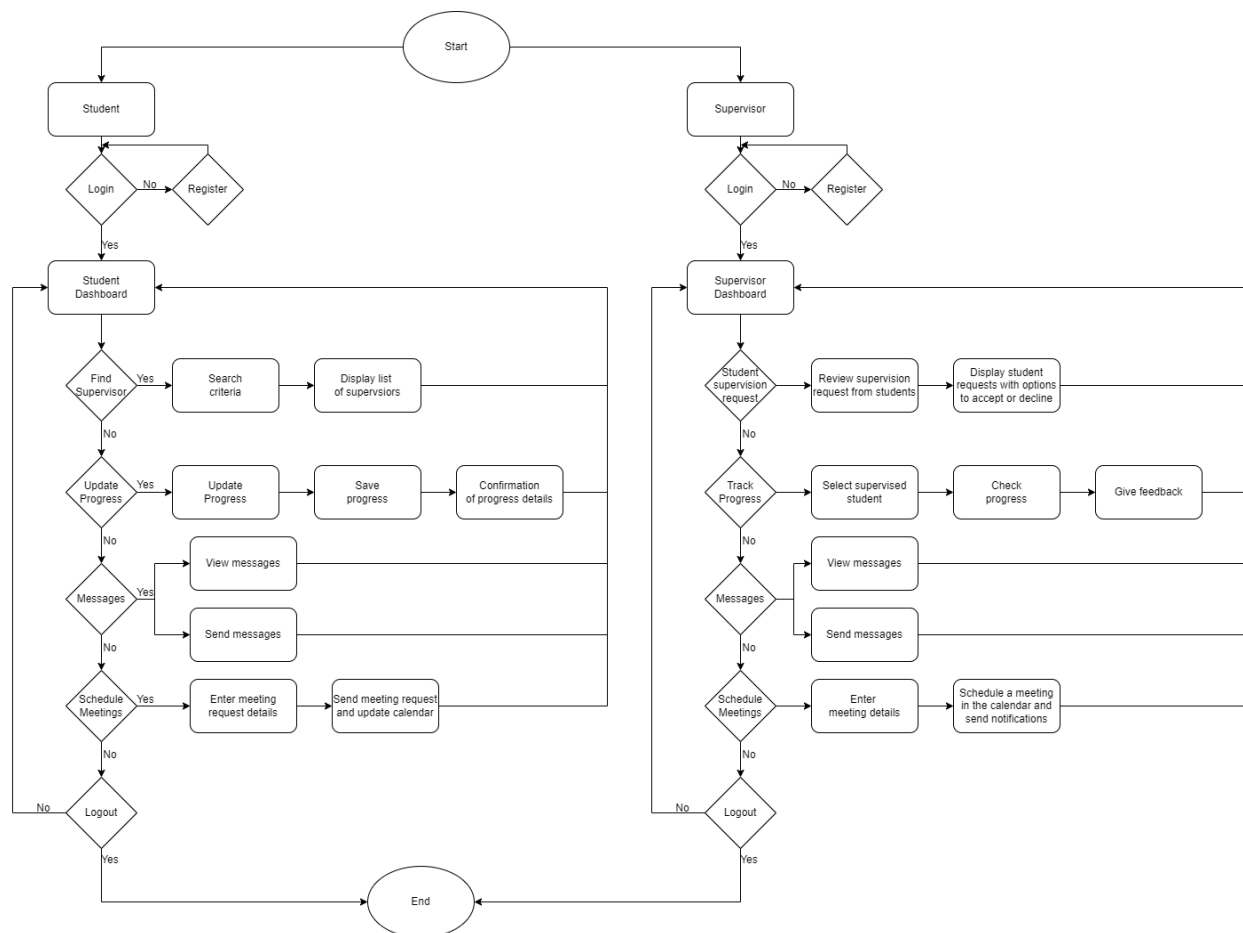 Start
Student
Supervisor
Login
No
Register
Login
No
Register
Yes
Yes
Student
Dashboard
Supervisor
Dashboard
Find
Supervisor
Yes
Search
criteria
Display list
of supervsiors
Student
supervision
request
Review supervision
request from students
Display student
requests with options
to accept or decline
No
No
Update
Progress
Yes
Update
Progress
Save
progress
Confirmation
of progress details
Track
Progress
Select supervised
student
Check
progress
Give feedback
No
No
View messages
View messages
Messages
Yes
Messages
Send messages
Send messages
No
No
Schedule
Meetings
Yes
Enter meeting
request details
Send meeting request
and update calendar
Schedule
Meetings
Enter
meeting details
Schedule a meeting
in the calendar and
send notifications
No
No
No
Logout
No
Logout
Yes
Yes
End